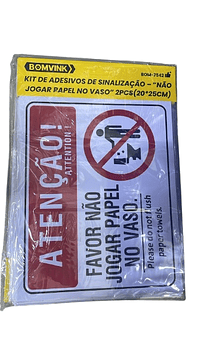 BOMVINK
BOM-7542
KIT DE ADESIVOS DE SINALIZAÇÃO - "NÃO
JOGAR PAPEL NO VASO" 2PCS(20*25CM)
ATENÇÃO!
ATTENTION!
FAVOR NÃO
JOGAR PAPEL
NO VASO.
Please do not flush
paper towels.